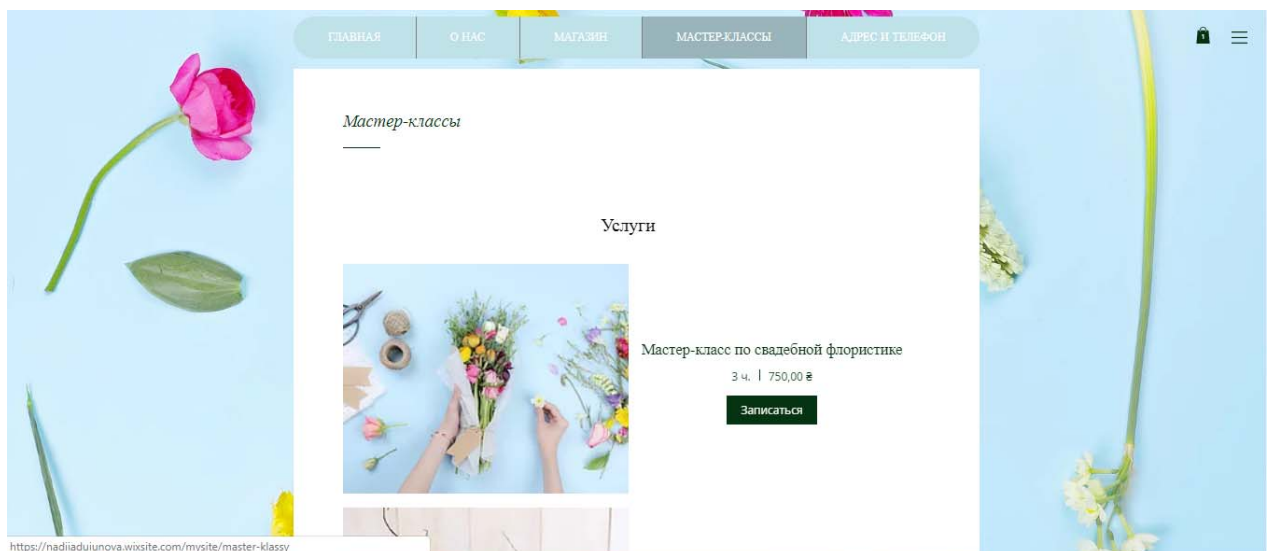 ГЛАВНАЯ
О НАС
МАГАЗИН
МАСТЕР-КЛАССЫ
АДРЕС И ТЕЛЕФОН
1
Мастер-классы
Услуги
Мастер-класс по свадебной флористике
3 ч. | 750,00 ₴
Записаться
https://nadiiadujunova.wixsite.com/mysite/master-klassy